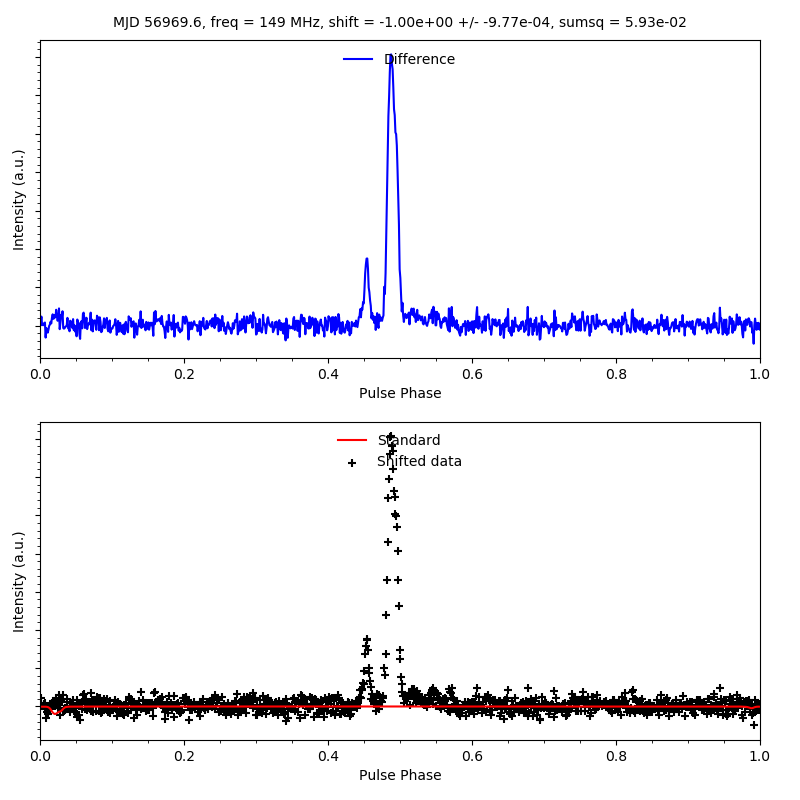 MJD 56969.6, freq = 149 MHz, shift = -1.00e+00 +/- -9.77e-04, sumsq = 5.93e-02
Difference
Intensity (a.u.)
0.0 0.2 0.4 0.6 0.8 1.0
Pulse Phase
Standard
Shifted data
Intensity (a.u.)
0.0 0.2 0.4 0.6 0.8 1.0
Pulse Phase